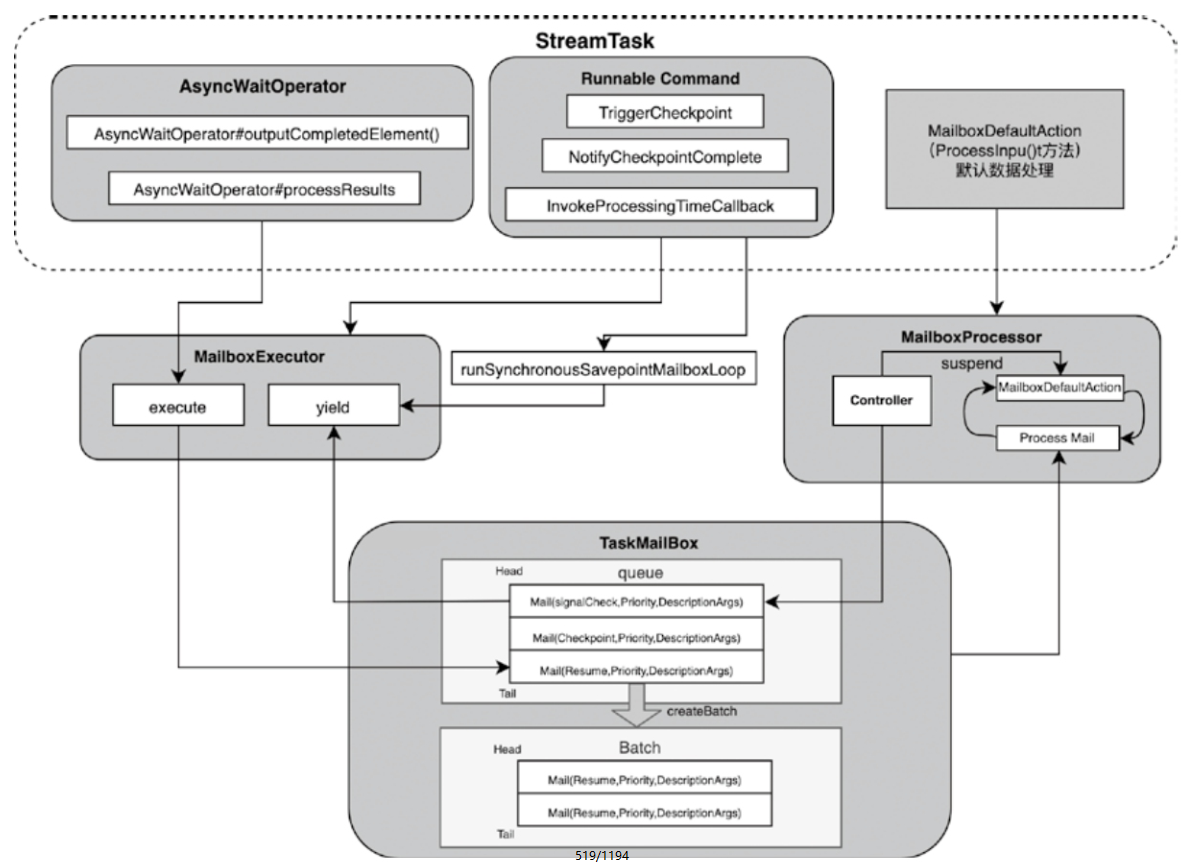 StreamTask
AsyncWaitOperator
AsyncWaitOperator#outputCompletedElement()
AsyncWaitOperator#processResults
Runnable Command
TriggerCheckpoint
NotifyCheckpointComplete
InvokeProcessingTimeCallback
MailboxDefaultAction
（ProcessInpu()t方法）
默认数据处理
MailboxExecutor
execute
yield
runSynchronousSavepointMailboxLoop
MailboxProcessor
suspend
Controller
MailboxDefaultAction
Process Mail
TaskMailBox
Head
queue
Mail(signalCheck,Priority,DescriptionArgs)
Mail(Checkpoint,Priority,DescriptionArgs)
Mail(Resume,Priority,DescriptionArgs)
Tail
createBatch
Head
Batch
Mail(Resume,Priority,DescriptionArgs)
Mail(Resume,Priority,DescriptionArgs)
Tail
519/1194